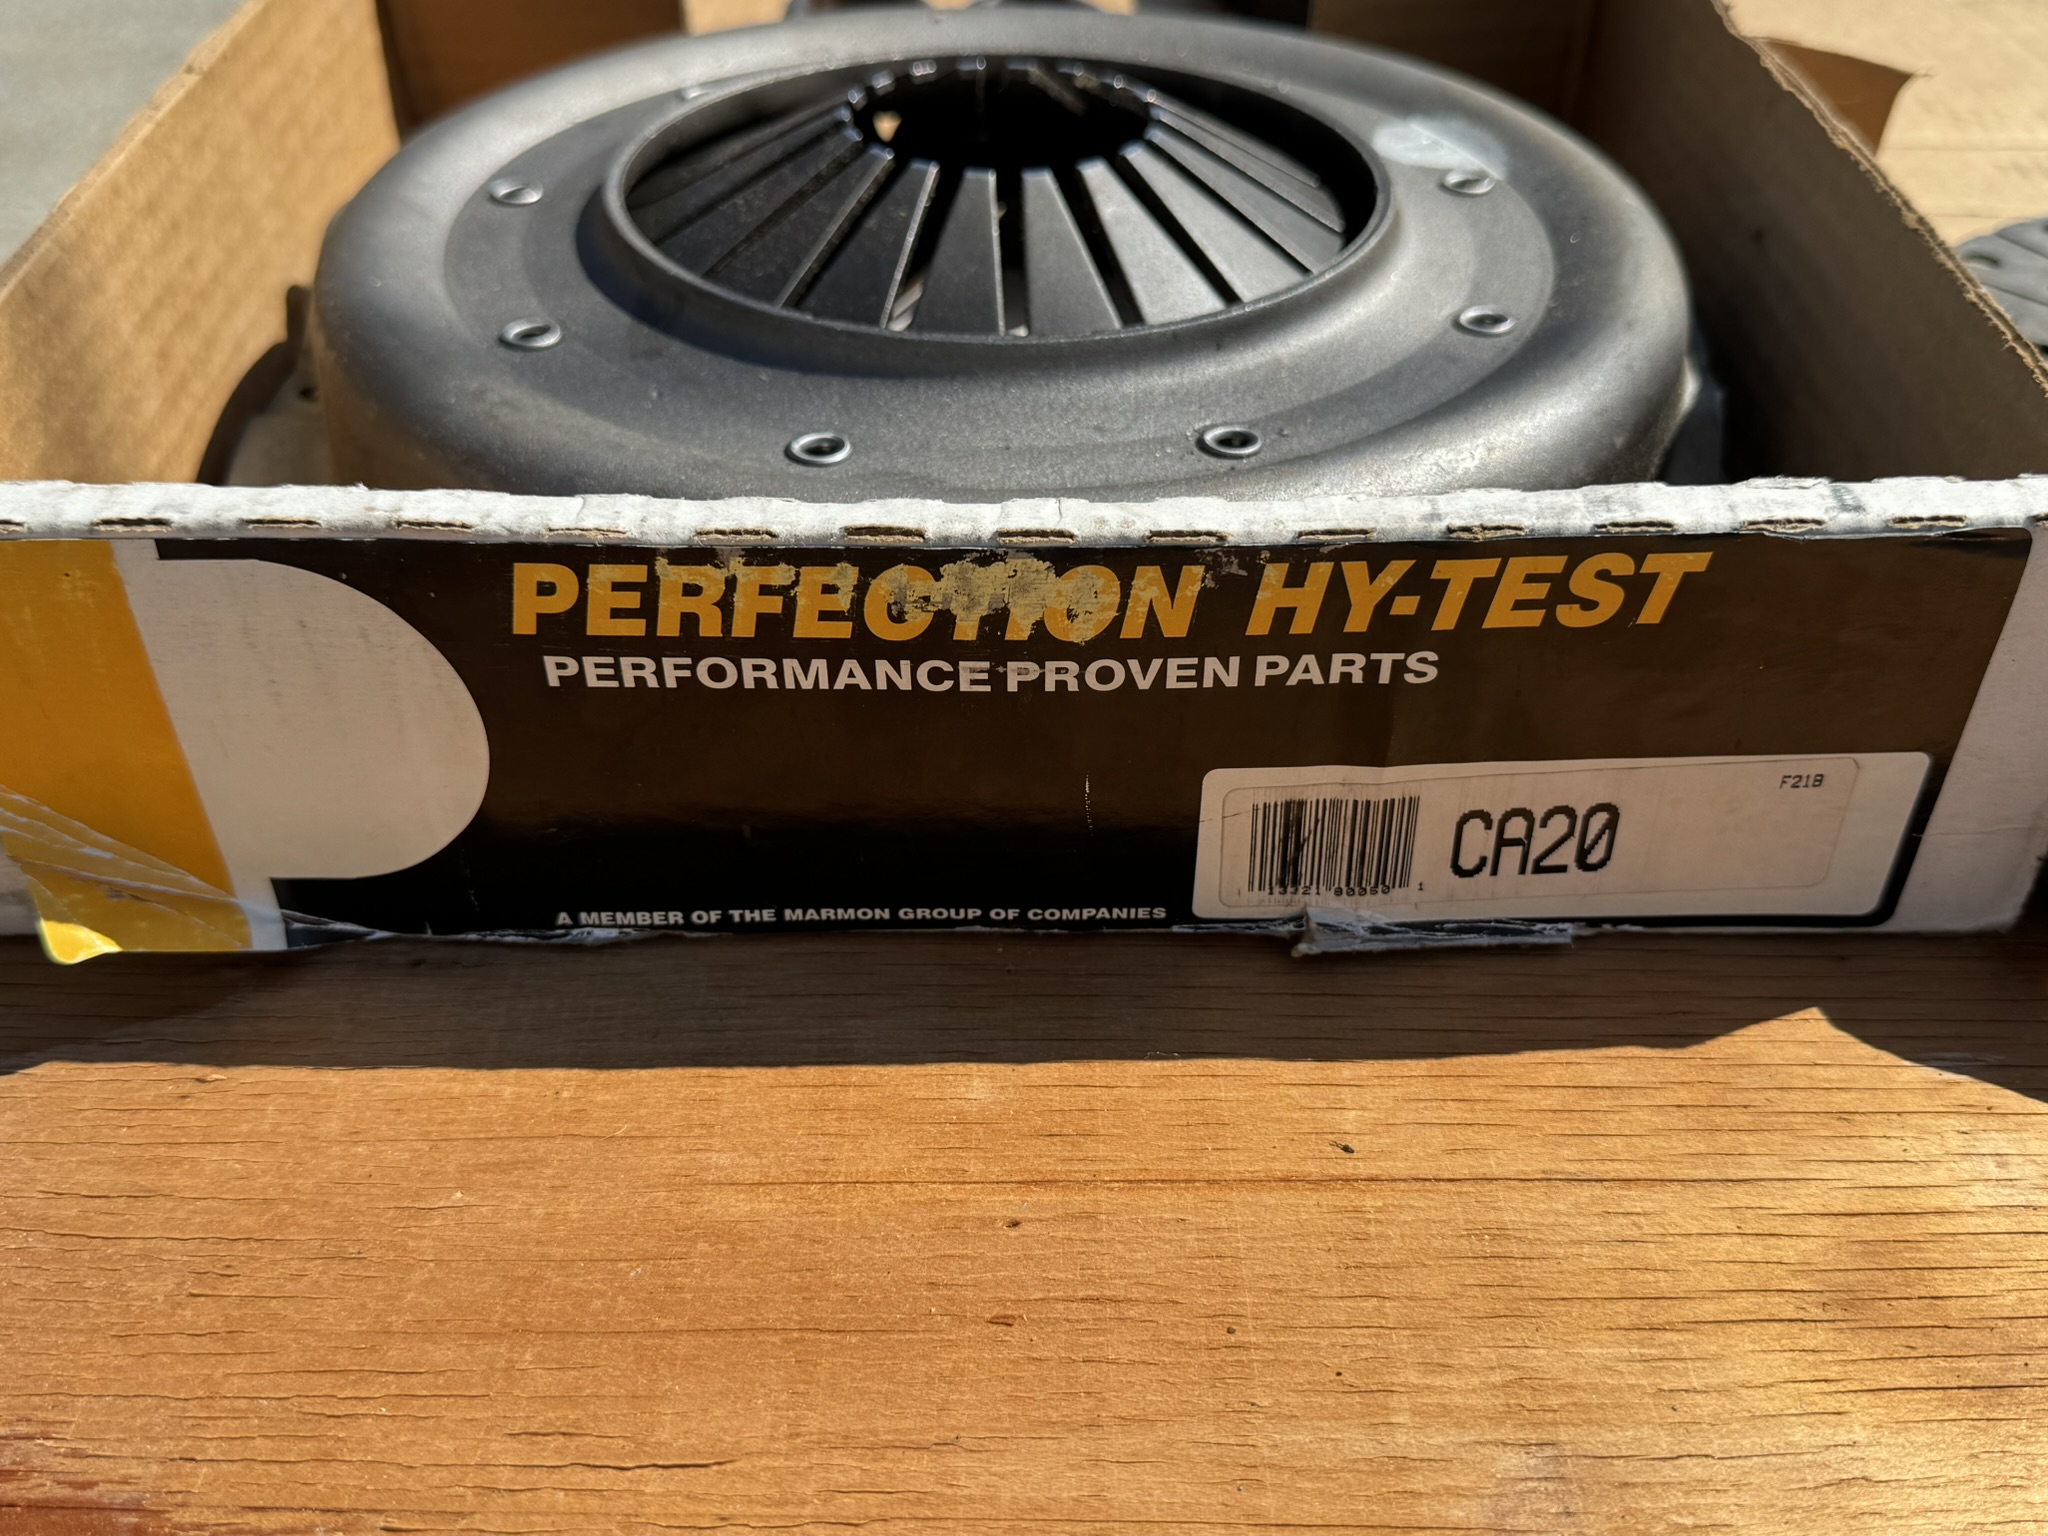 PERFECTION HY-TEST
PERFORMANCE PROVEN PARTS
F21B
CA20
A MEMBER OF THE MARMON GROUP OF COMPANIES